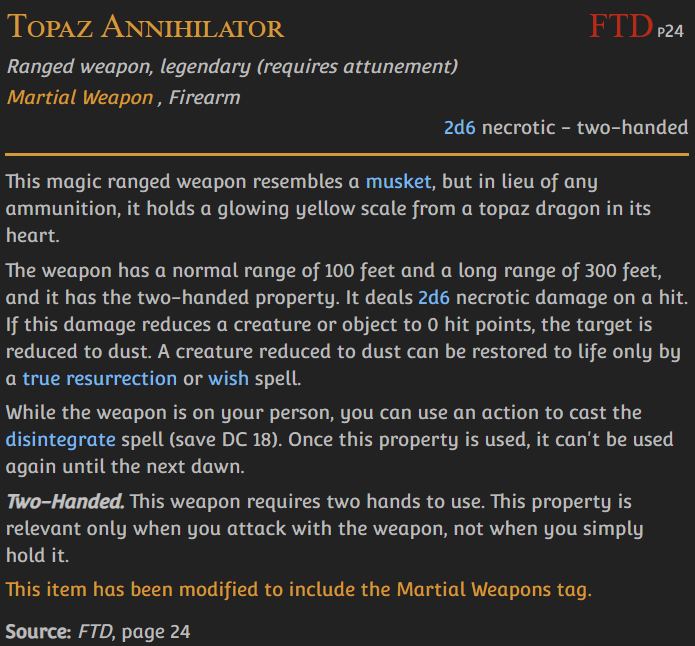 Topaz Annihilator FTD P24
Ranged weapon, legendary (requires attunement)
Martial Weapon , Firearm
2d6 necrotic - two-handed
This magic ranged weapon resembles a musket, but in lieu of any
ammunition, it holds a glowing yellow scale from a topaz dragon in its
heart.
The weapon has a normal range of 100 feet and a long range of 300 feet,
and it has the two-handed property. It deals 2d6 necrotic damage on a hit.
If this damage reduces a creature or object to 0 hit points, the target is
reduced to dust. A creature reduced to dust can be restored to life only by
a true resurrection or wish spell.
While the weapon is on your person, you can use an action to cast the
disintegrate spell (save DC 18). Once this property is used, it can't be used
again until the next dawn.
Two-Handed. This weapon requires two hands to use. This property is
relevant only when you attack with the weapon, not when you simply
hold it.
This item has been modified to include the Martial Weapons tag.
Source: FTD, page 24